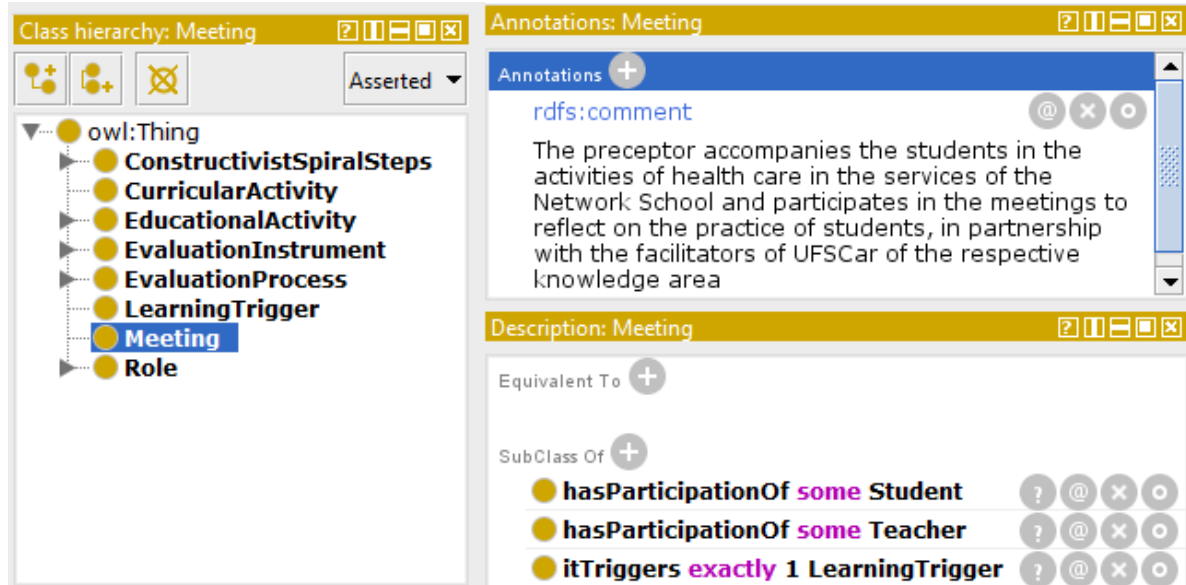 Class hierarchy: Meeting
Asserted
owl:Thing
ConstructivistSpiralSteps
CurricularActivity
EducationalActivity
EvaluationInstrument
EvaluationProcess
LearningTrigger
Meeting
Role
Annotations: Meeting
Annotations
rdfs:comment
The preceptor accompanies the students in the
activities of health care in the services of the
Network School and participates in the meetings to
reflect on the practice of students, in partnership
with the facilitators of UFSCar of the respective
knowledge area
Description: Meeting
Equivalent To
SubClass Of
hasParticipationOf some Student
hasParticipationOf some Teacher
itTriggers exactly 1 LearningTrigger